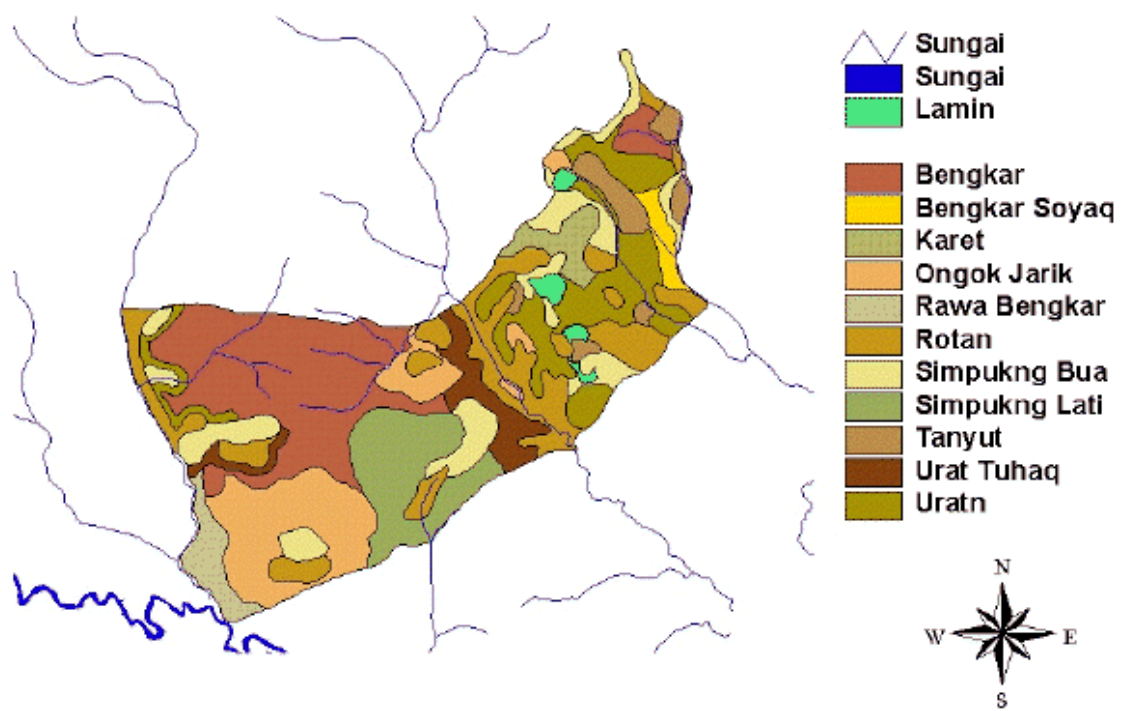 Sungai
Sungai
Lamin
Bengkar
Bengkar Soyaq
Karet
Ongok Jarik
Rawa Bengkar
Rotan
Simpukng Bua
Simpukng Lati
Tanyut
Urat Tuhaq
Uratn
N
W E
S